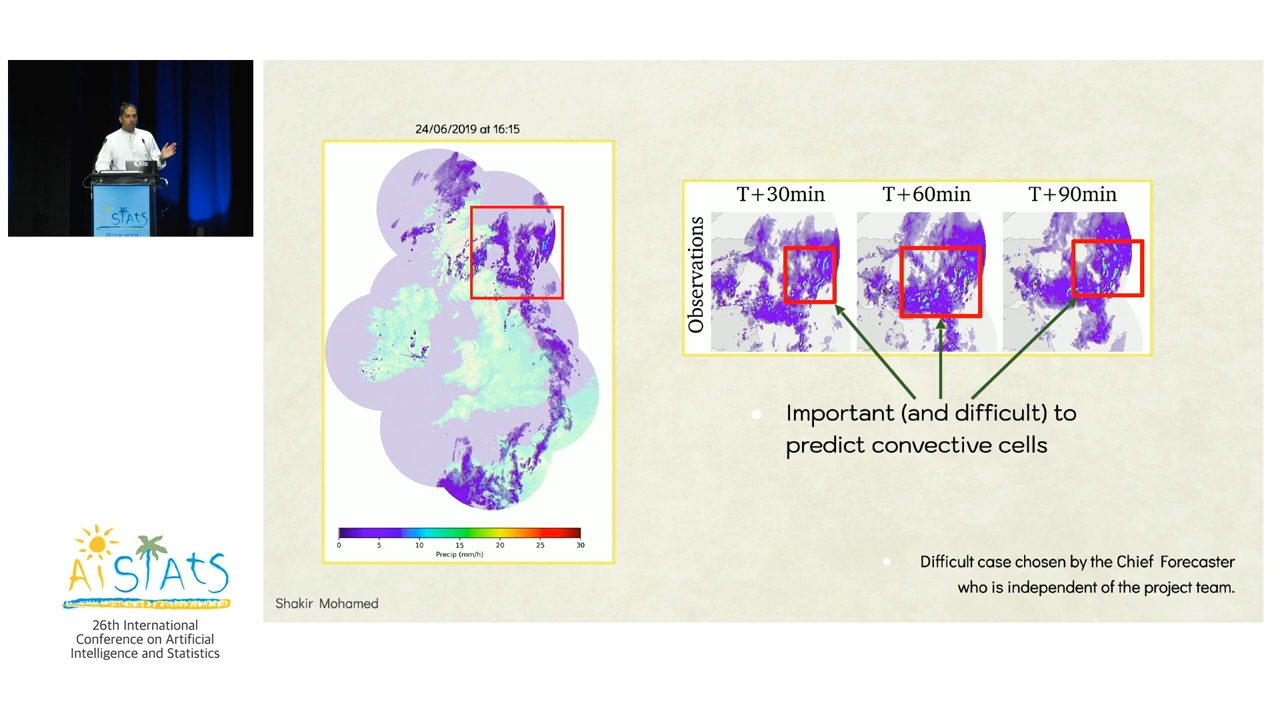 24/06/2019 at 16:15
0 5 10 15 20 25 30
Precip (mm/h)
T+30min T+60min T+90min
Observations
Important (and difficult) to
predict convective cells
Difficult case chosen by the Chief Forecaster
who is independent of the project team.
Shakir Mohamed
AiSTATS
AiStAtS
26th International
Conference on Artificial
Intelligence and Statistics